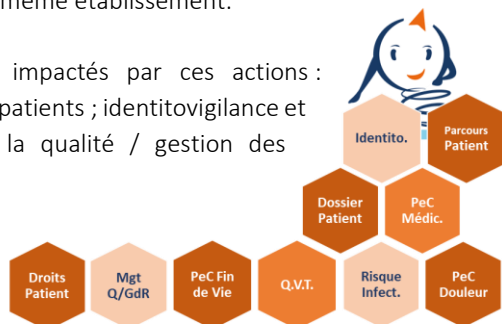 même établissement.
impactés par ces actions :
patients ; identitovigilance et
la qualité / gestion des
Identito.
Parcours
Patient
Dossier
Patient
PeC
Médic.
Droits
Patient
Mgt
Q/GdR
PeC Fin
de Vie
Q.V.T.
Risque
Infect.
PeC
Douleur